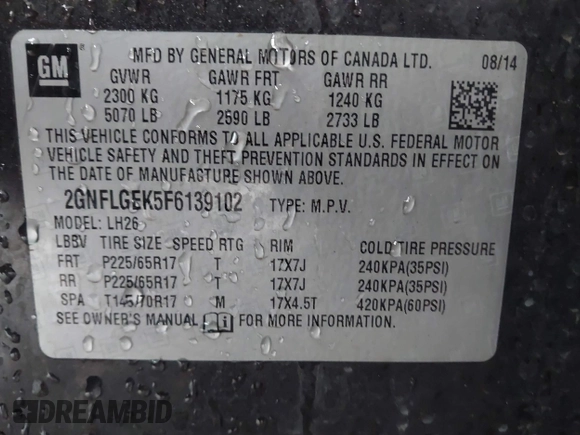 GM
MFD BY GENERAL MOTORS OF CANADA LTD. 08/14
GVWR GAWR FRT GAWR RR
2300 KG 1175 KG 1240 KG
5070 LB 2590 LB 2733 LB
THIS VEHICLE CONFORMS TO ALL APPLICABLE U.S. FEDERAL MOTOR
VEHICLE SAFETY AND THEFT PREVENTION STANDARDS IN EFFECT ON
THE DATE OF MANUFACTURE SHOWN ABOVE.
2GNFLGEK5F6139102 TYPE: M.P.V.
MODEL: LH26
LBBV TIRE SIZE SPEED RTG RIM COLD TIRE PRESSURE
FRT P225/65R17 T 17X7J 240KPA(35PSI)
RR P225/65R17 T 17X7J 240KPA(35PSI)
SPA T145/70R17 M 17X4.5T 420KPA(60PSI)
SEE OWNER'S MANUAL FOR MORE INFORMATION.
DREAMBID